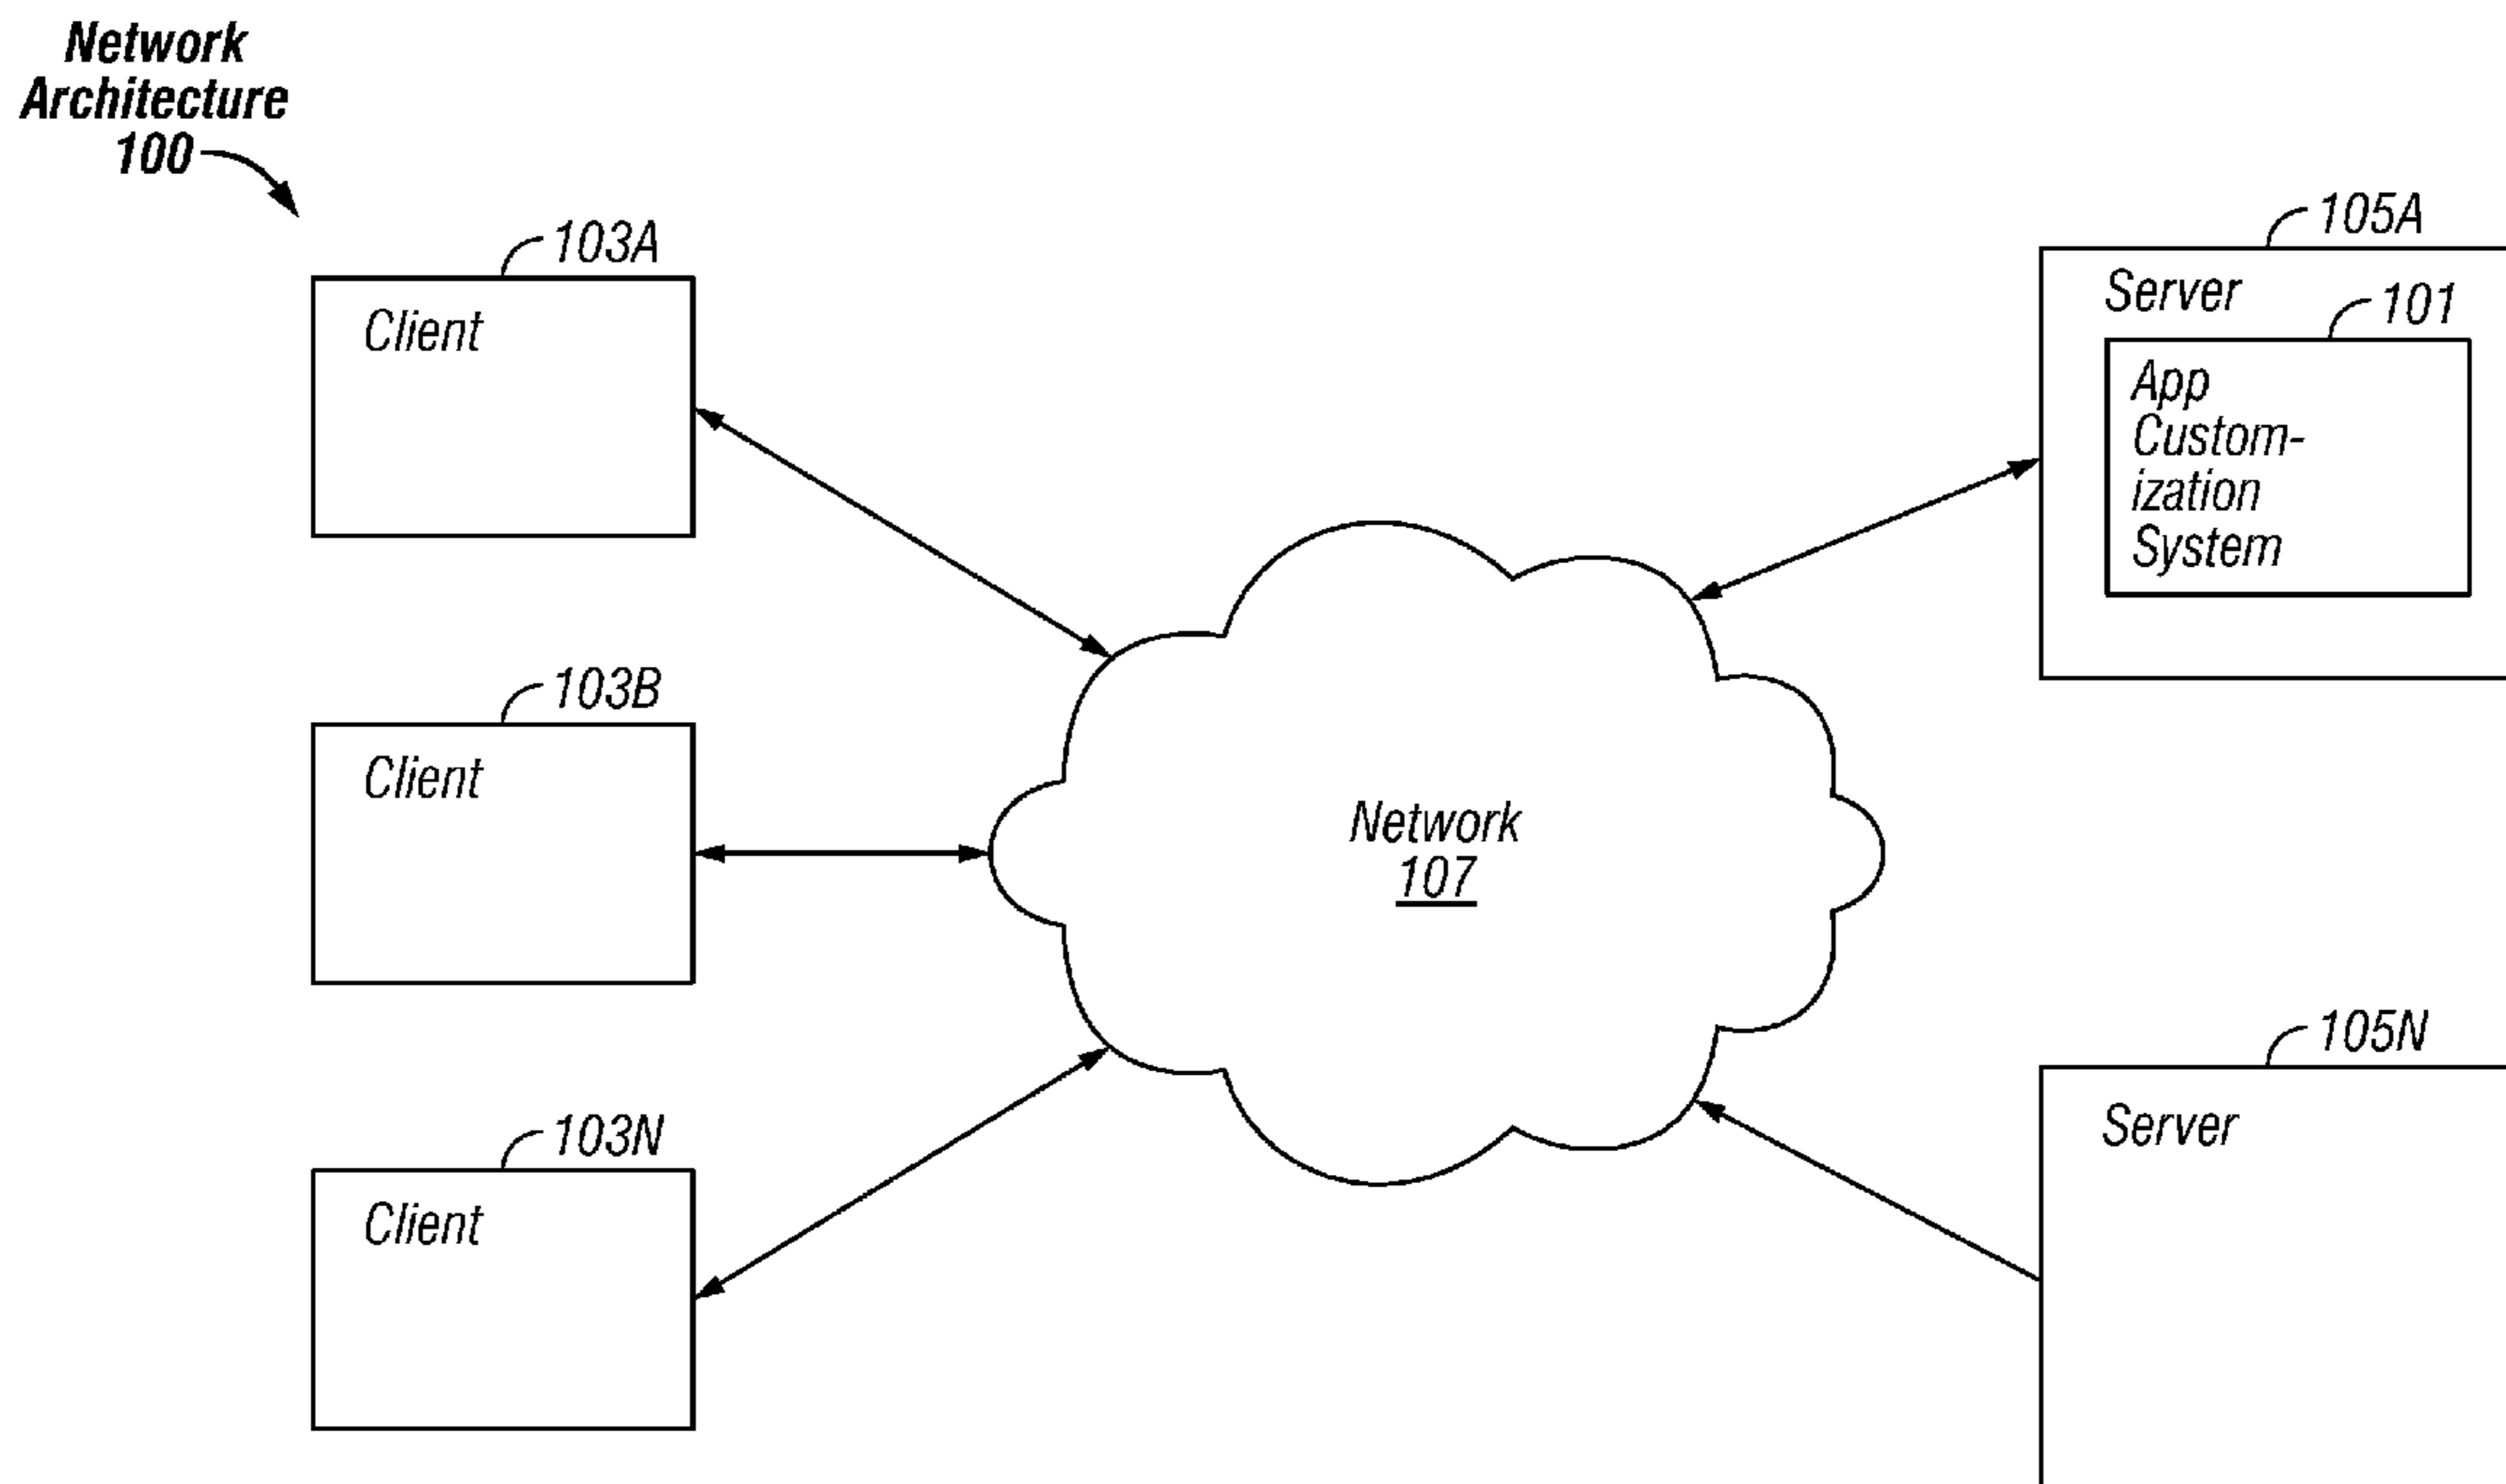 Network
Architecture
100
103A
Client
103B
Client
103N
Client
Network
107
105A
Server
101
App
Custom-
ization
System
105N
Server